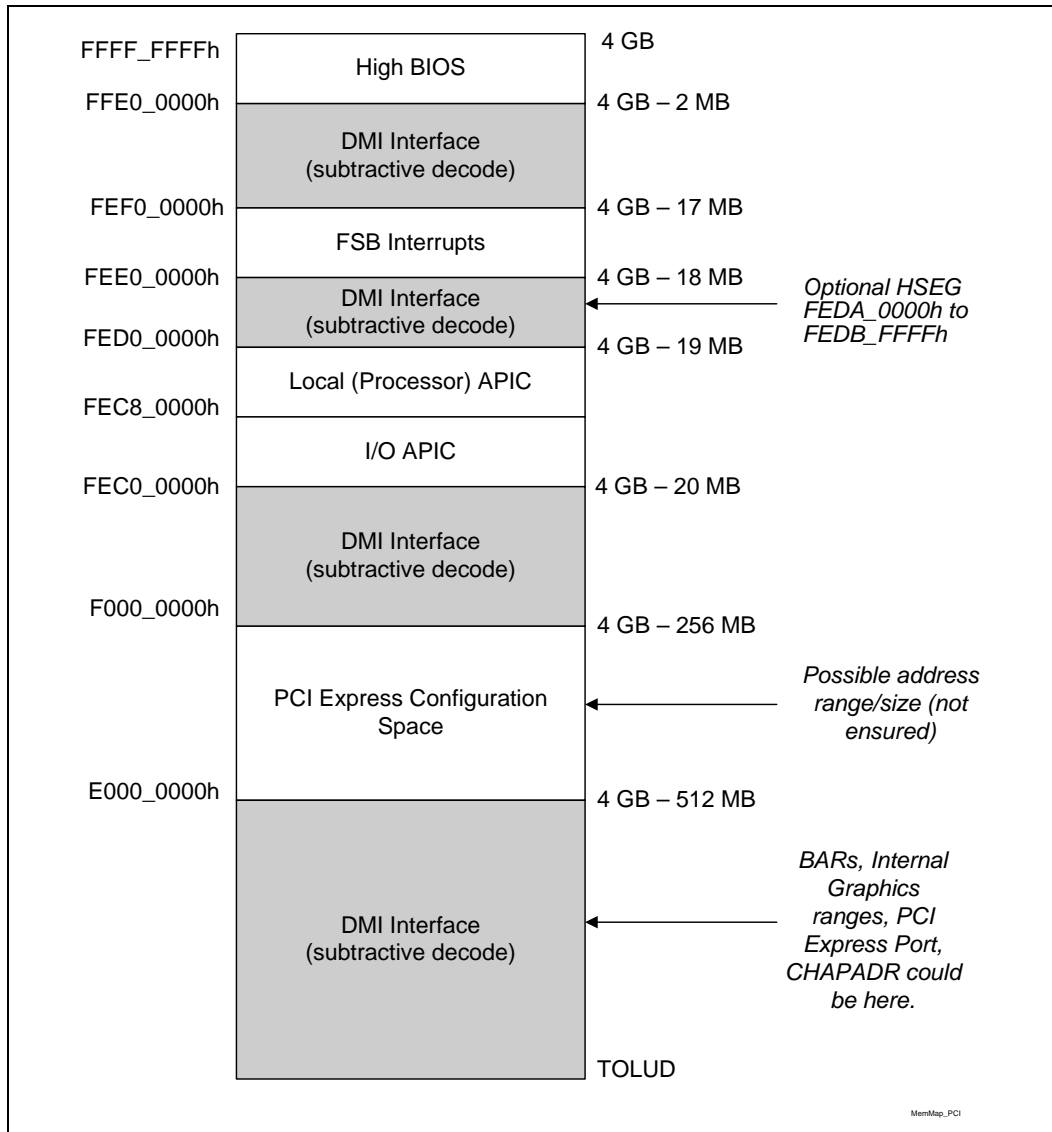 FFFF_FFFFh
4 GB
High BIOS
FFE0_0000h
4 GB – 2 MB
DMI Interface
(subtractive decode)
FEF0_0000h
4 GB – 17 MB
FSB Interrupts
FEE0_0000h
4 GB – 18 MB
DMI Interface
(subtractive decode)
Optional HSEG
FEDA_0000h to
FEDB_FFFFh
FED0_0000h
4 GB – 19 MB
Local (Processor) APIC
FEC8_0000h
I/O APIC
FEC0_0000h
4 GB – 20 MB
DMI Interface
(subtractive decode)
F000_0000h
4 GB – 256 MB
PCI Express Configuration
Space
Possible address
range/size (not
ensured)
E000_0000h
4 GB – 512 MB
DMI Interface
(subtractive decode)
BARs, Internal
Graphics
ranges, PCI
Express Port,
CHAPADR could
be here.
TOLUD
MemMap_PCI